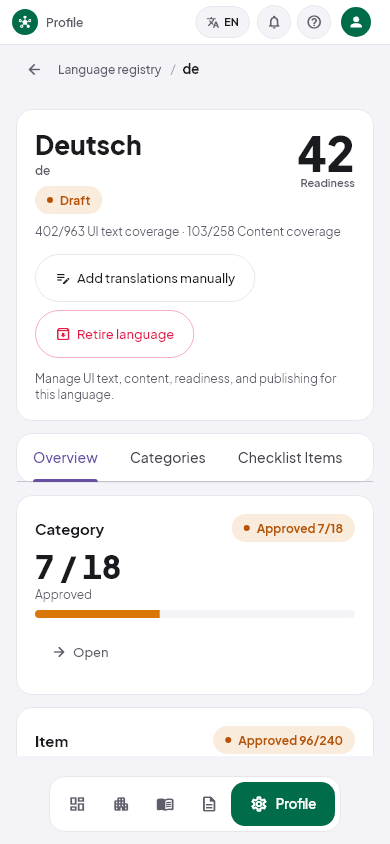 Profile
EN
Language registry / de
Deutsch
de
42
Readiness
Draft
402/963 UI text coverage · 103/258 Content coverage
Add translations manually
Retire language
Manage UI text, content, readiness, and publishing for
this language.
Overview
Categories
Checklist Items
Category
Approved 7/18
7 / 18
Approved
Open
Item
Approved 96/240
Profile